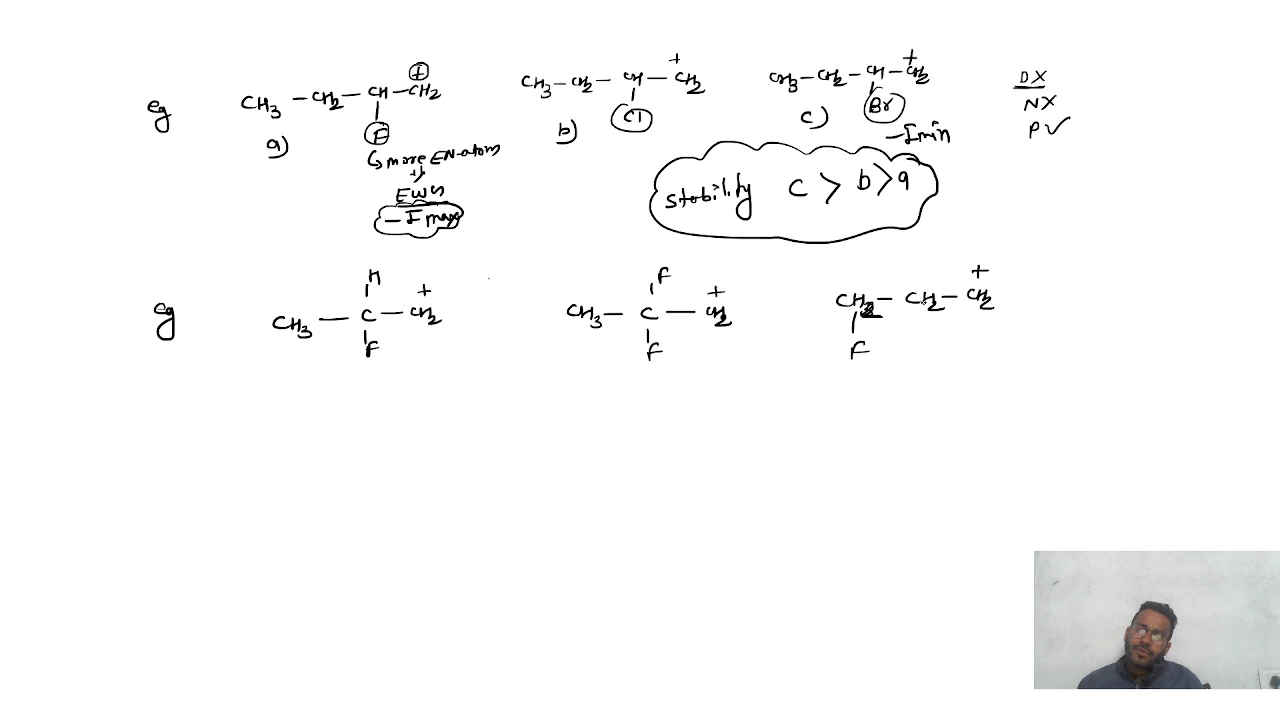 eg CH3 - CH2 - CH - CH2 + F a)
CH3 - CH2 - CH - CH2 + Cl b)
CH3 - CH2 - CH - CH2 + Br c)
DX
NX
P✓
↳ more EN-atom
↓
EWG
- I max
- I min
stability c > b > a
eg CH3 - C - CH2 + H F
CH3 - C - CH2 + F F
CH2 - CH2 - CH2 + F